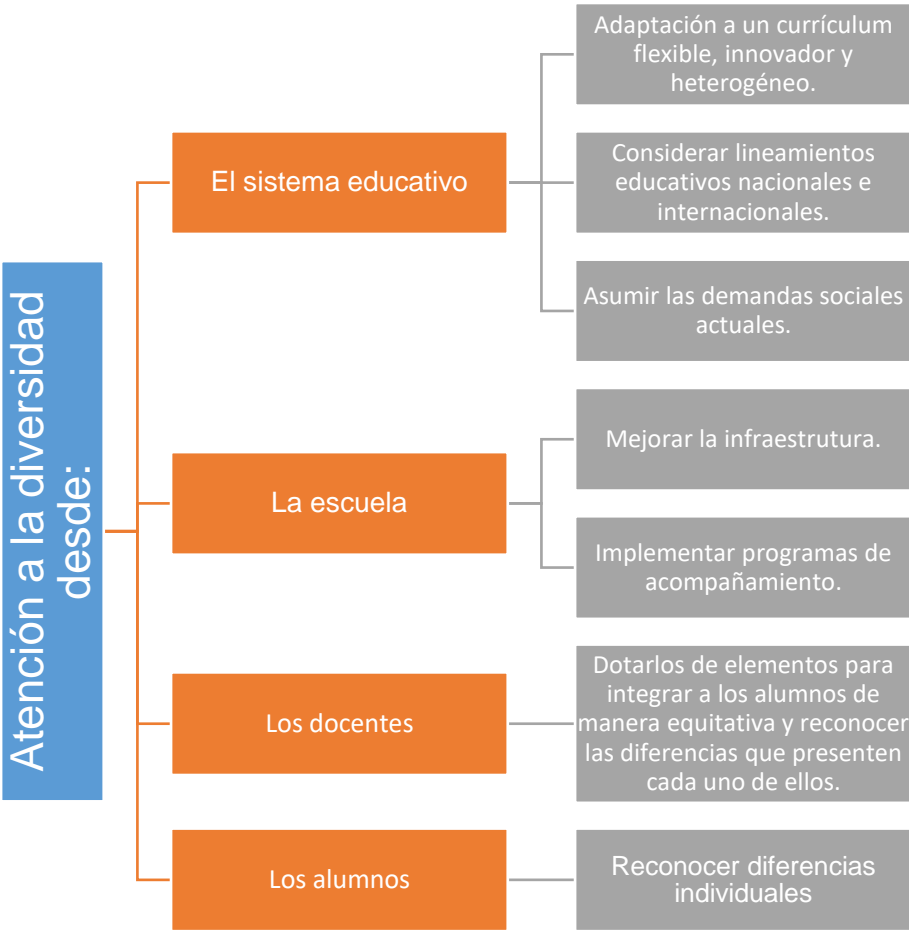 Atención a la diversidad
desde:
El sistema educativo
Adaptación a un currículum
flexible, innovador y
heterogéneo.
Considerar lineamientos
educativos nacionales e
internacionales.
Asumir las demandas sociales
actuales.
La escuela
Mejorar la infraestrutura.
Implementar programas de
acompañamiento.
Los docentes
Dotarlos de elementos para
integrar a los alumnos de
manera equitativa y reconocer
las diferencias que presenten
cada uno de ellos.
Los alumnos
Reconocer diferencias
individuales